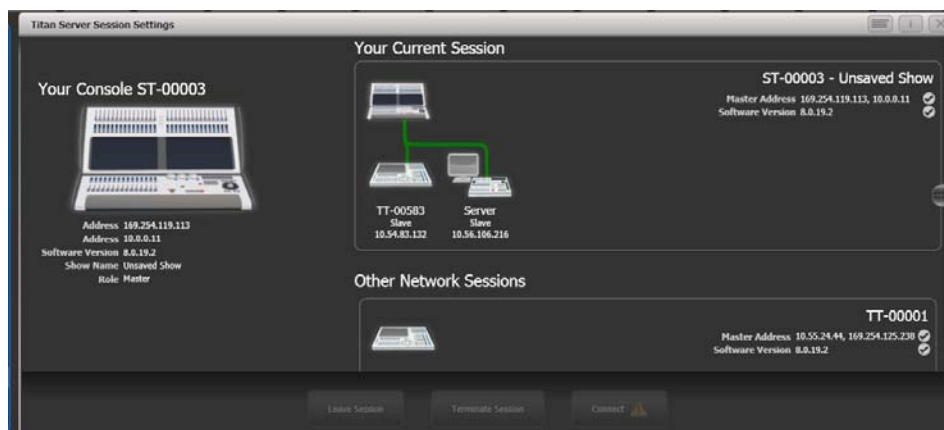 Titan Server Session Settings
Your Console ST-00003
Address 169.254.119.113
Address 10.0.0.11
Software Version 8.0.19.2
Show Name Unsaved Show
Role Master
Your Current Session
ST-00003 - Unsaved Show
Master Address 169.254.119.113, 10.0.0.11
Software Version 8.0.19.2
TT-00583
Slave
10.54.83.132
Server
Slave
10.56.106.216
Other Network Sessions
TT-00001
Master Address 10.55.24.44, 169.254.125.238
Software Version 8.0.19.2
Leave Session
Terminate Session
Connect